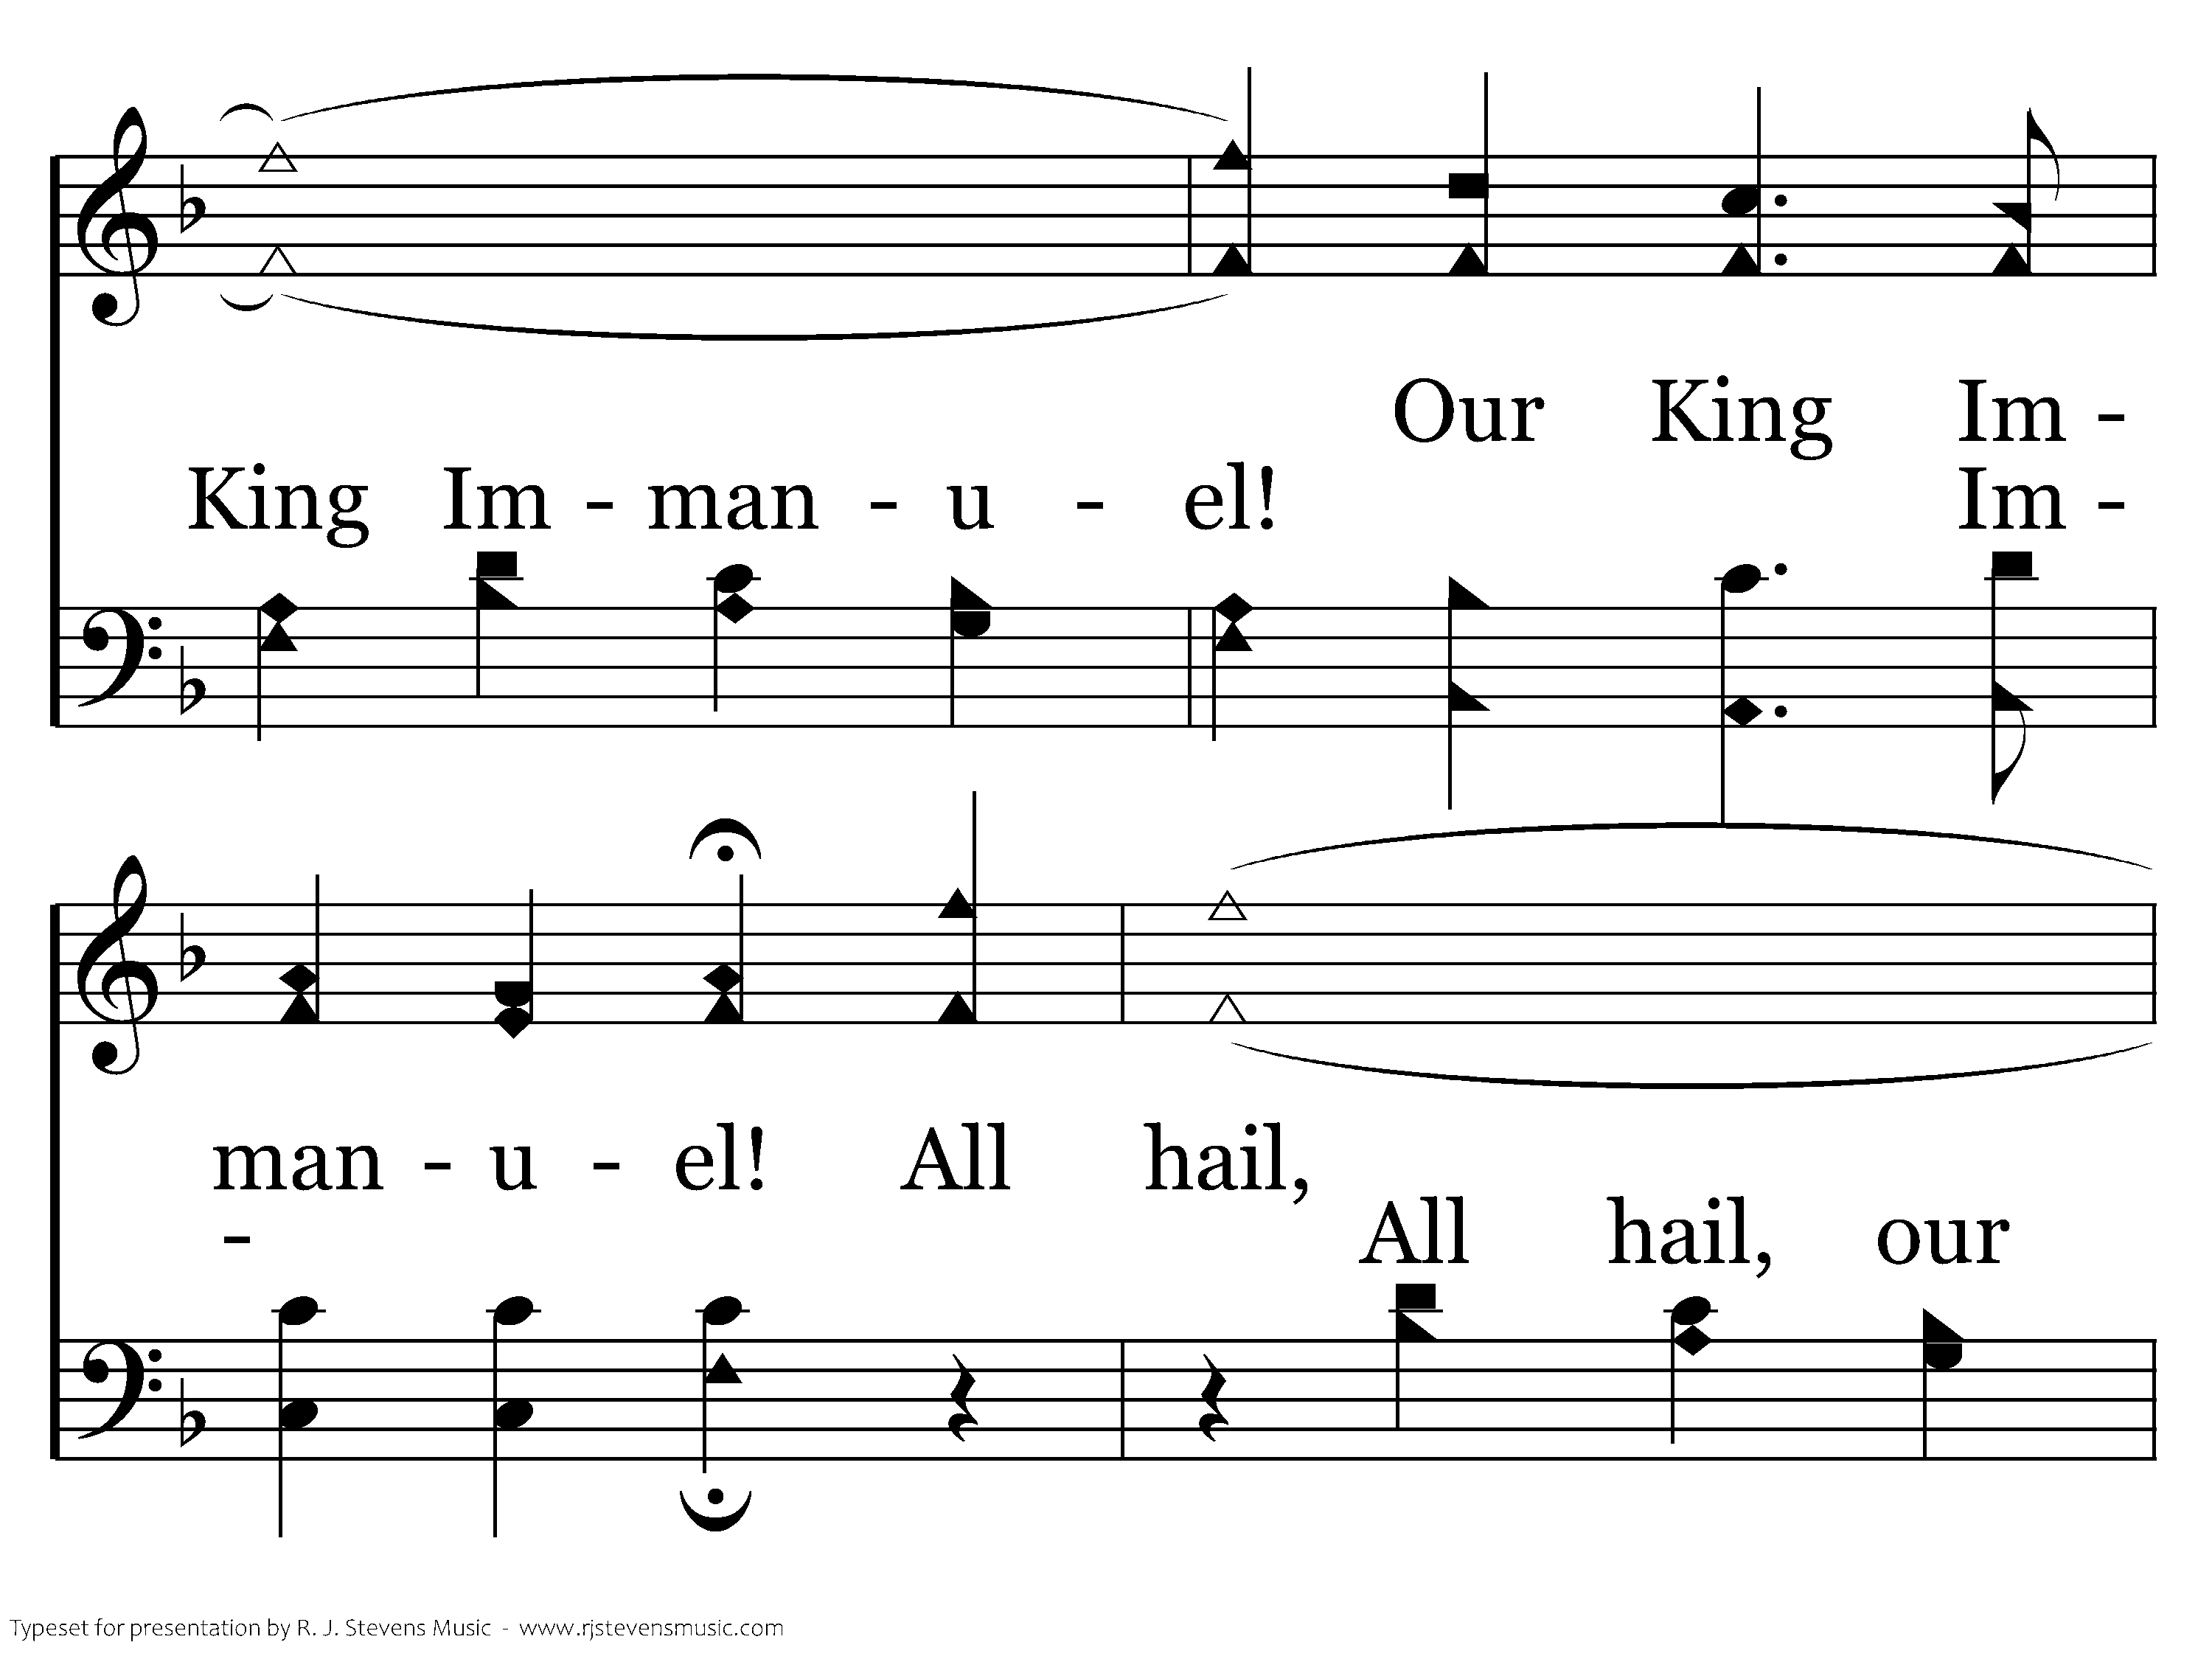 Our King Im -
King Im - man - u - el! Im -
man - u - el! All hail,
- All hail, our
Typeset for presentation by R. J. Stevens Music - www.rjstevensmusic.com